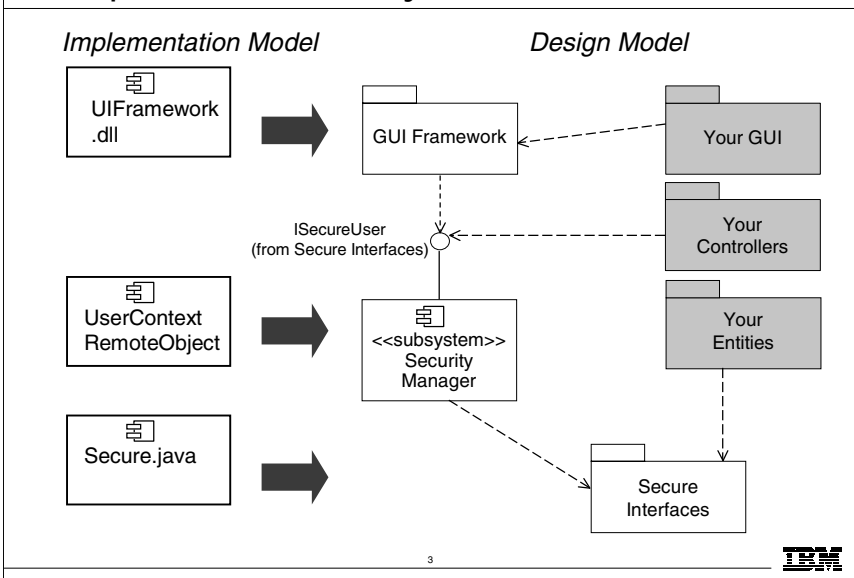 Implementation Model
Design Model
UIFramework
.dll
GUI Framework
Your GUI
ISecureUser
(from Secure Interfaces)
Your
Controllers
UserContext
RemoteObject
<<subsystem>>
Security
Manager
Your
Entities
Secure.java
Secure
Interfaces
3
IBM